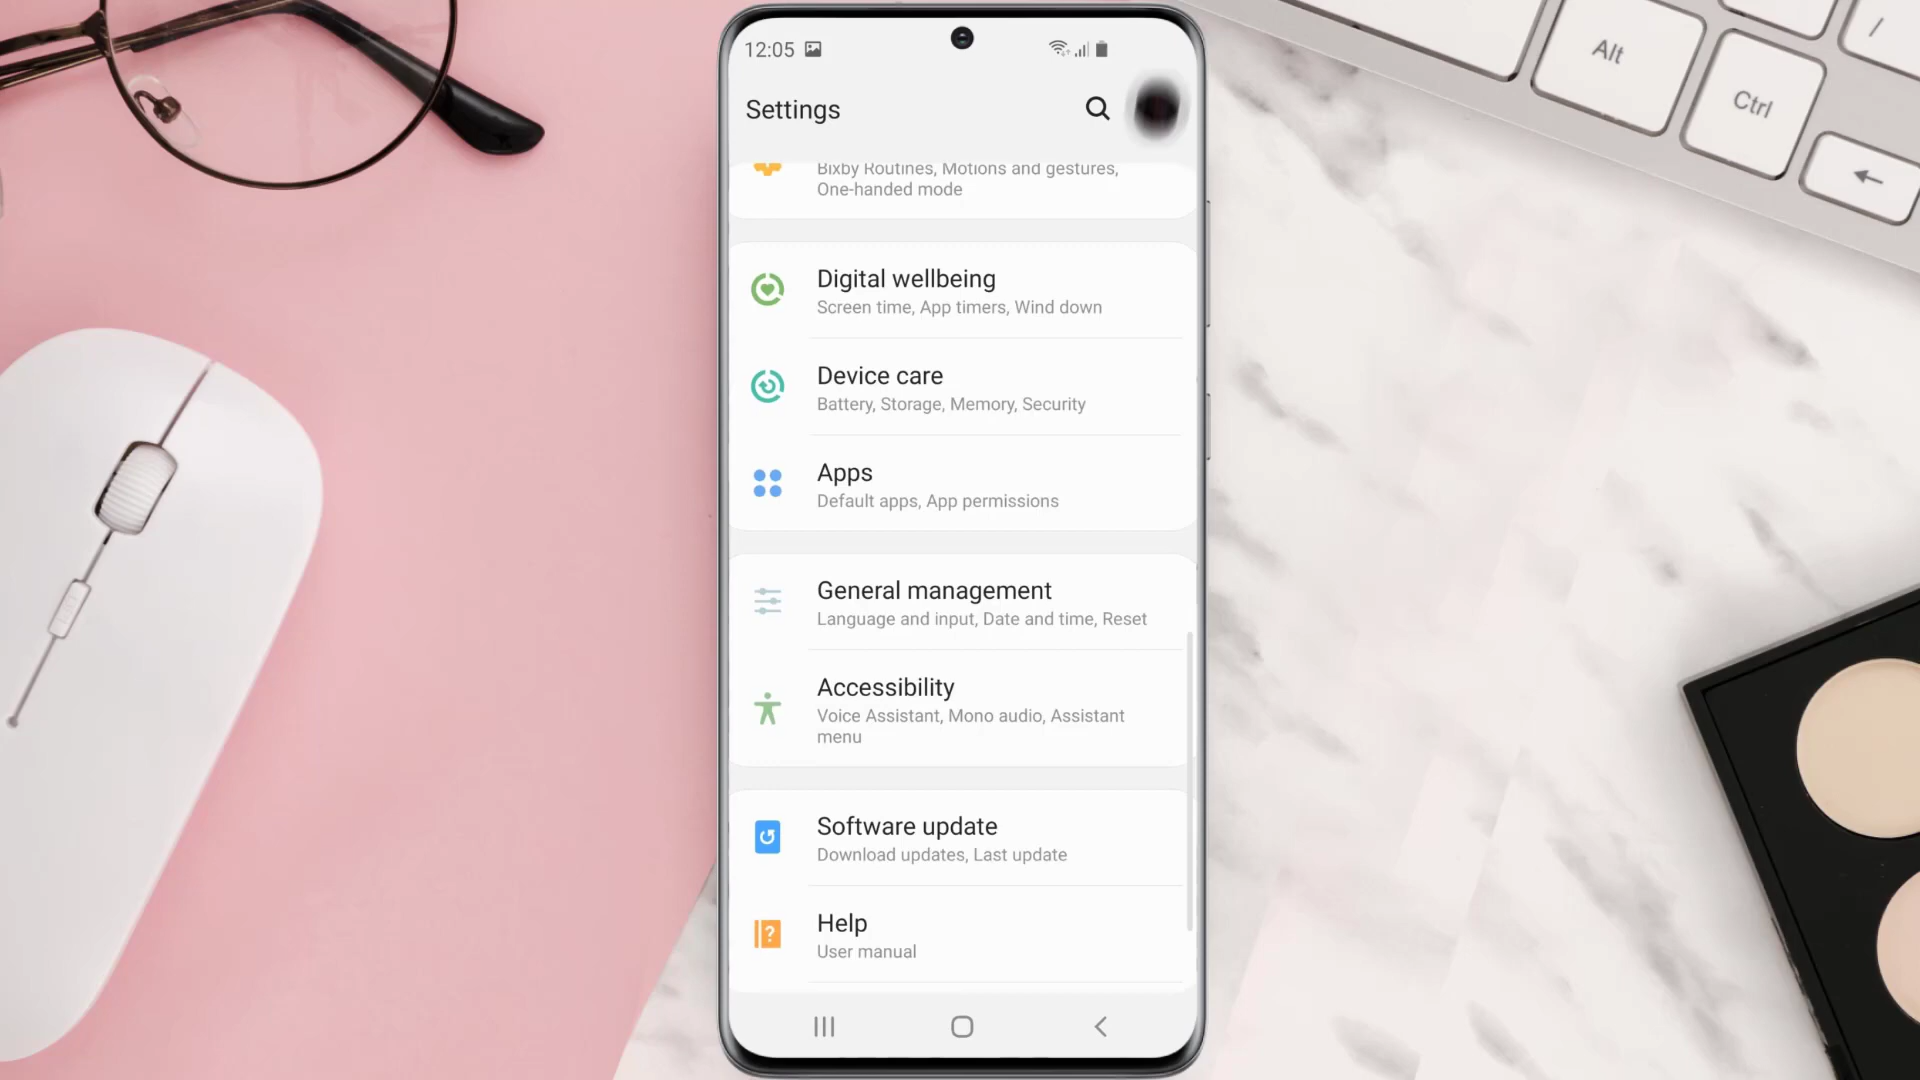 12:05
Settings
Bixby Routines, Motions and gestures,
One-handed mode
Digital wellbeing
Screen time, App timers, Wind down
Device care
Battery, Storage, Memory, Security
Apps
Default apps, App permissions
General management
Language and input, Date and time, Reset
Accessibility
Voice Assistant, Mono audio, Assistant
menu
Software update
Download updates, Last update
Help
User manual
Alt
Ctrl
/